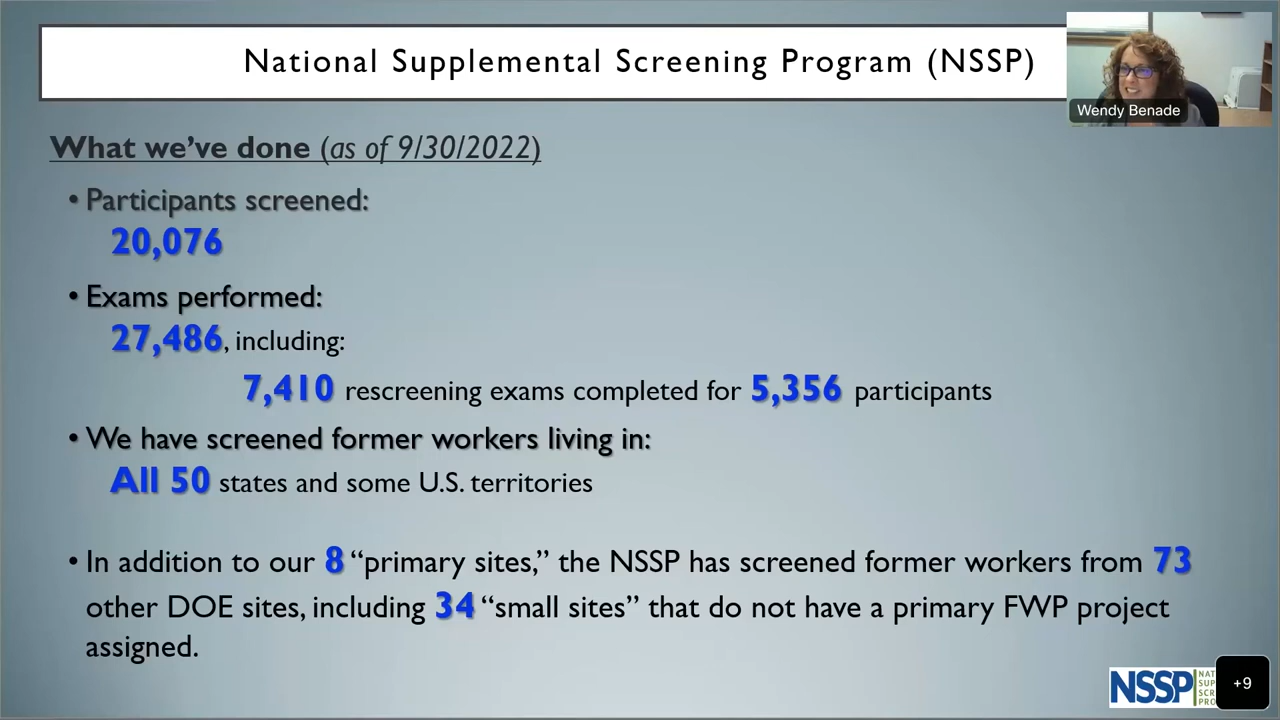 National Supplemental Screening Program (NSSP)
Wendy Benade
What we’ve done (as of 9/30/2022)
• Participants screened:
20,076
• Exams performed:
27,486, including:
7,410 rescreening exams completed for 5,356 participants
• We have screened former workers living in:
All 50 states and some U.S. territories
• In addition to our 8 “primary sites,” the NSSP has screened former workers from 73
other DOE sites, including 34 “small sites” that do not have a primary FWP project
assigned.
NSSP
NAT
SUP
SCR
PRO
+9